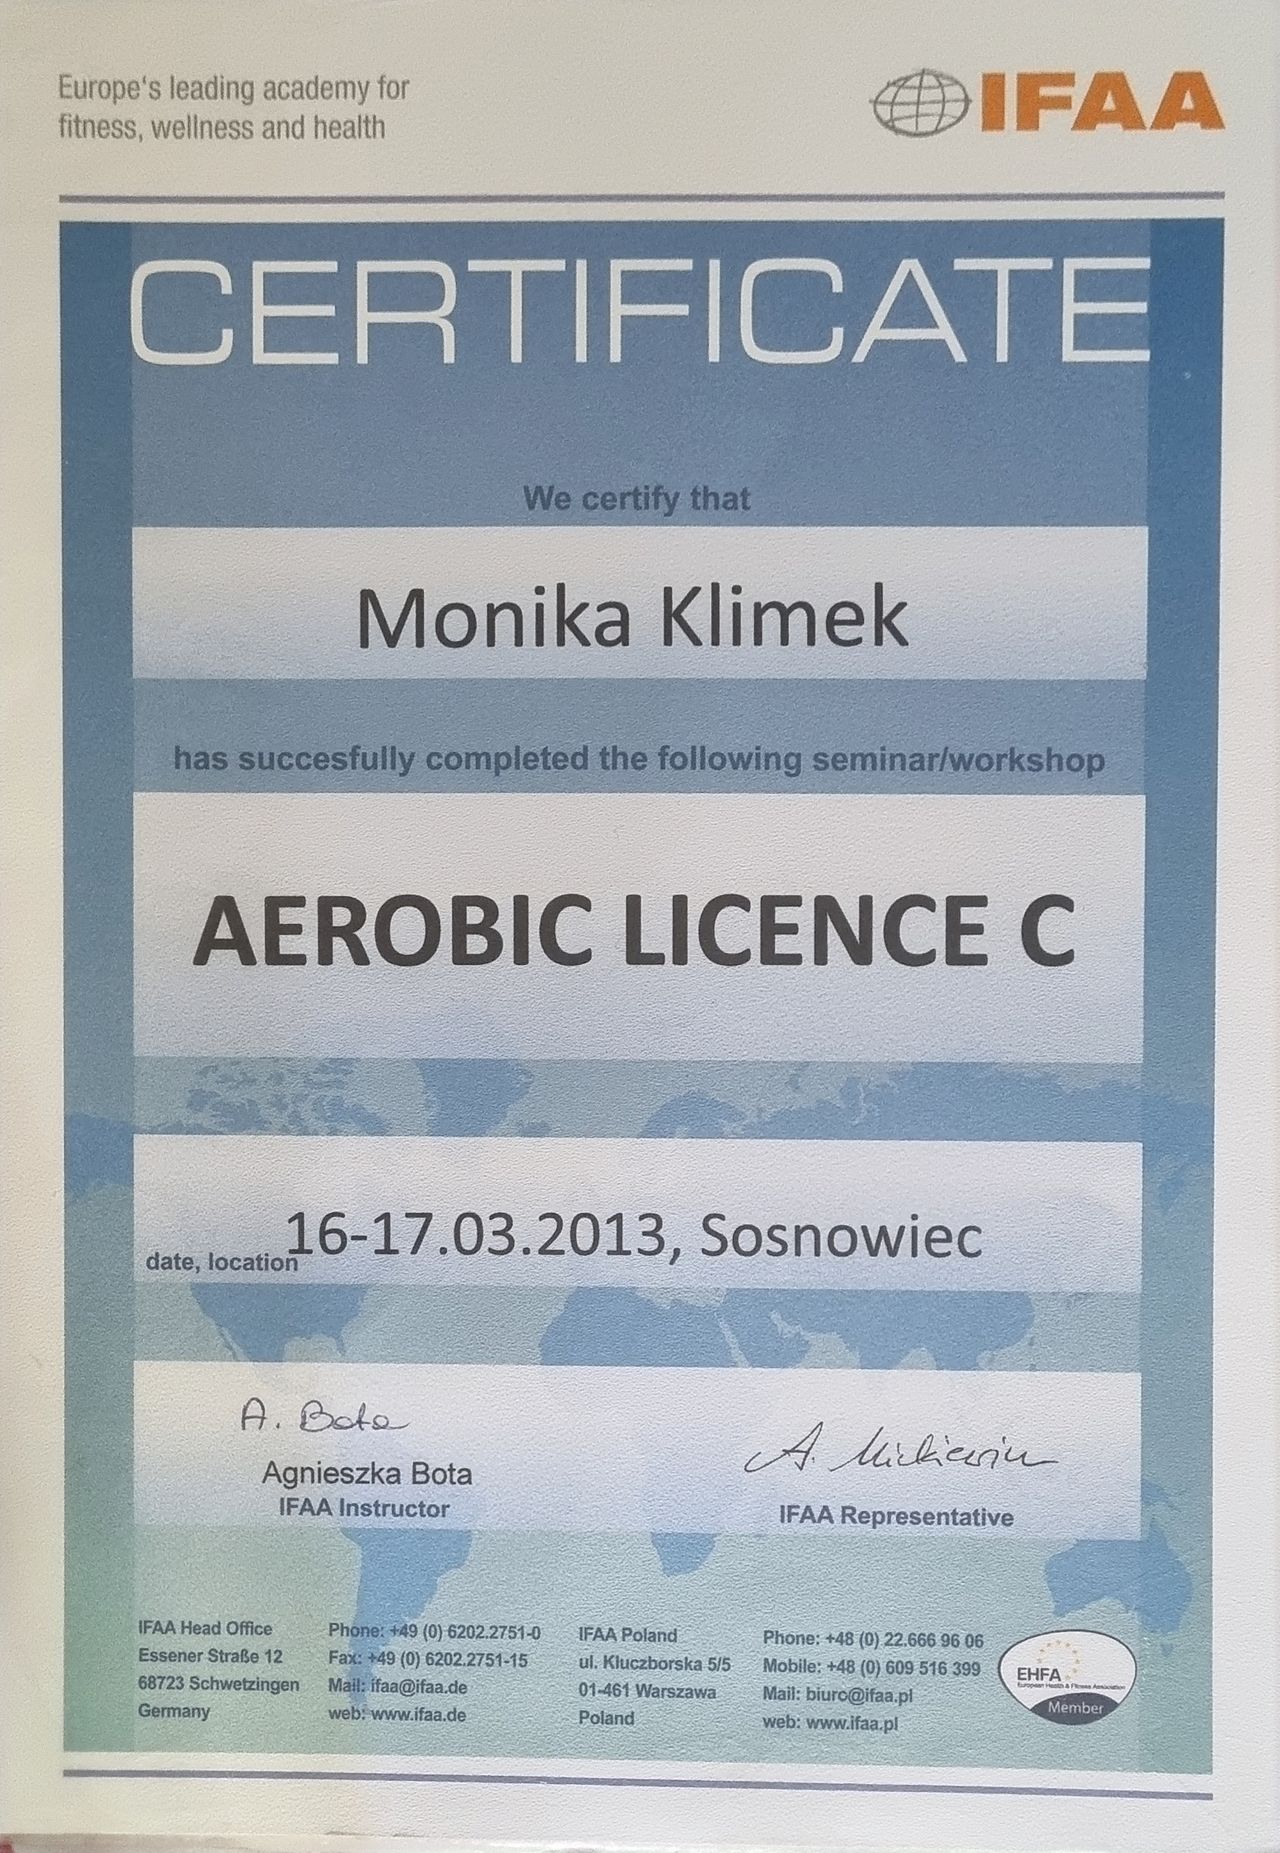 Europe's leading academy for
fitness, wellness and health
IFAA
CERTIFICATE
We certify that
Monika Klimek
has succesfully completed the following seminar/workshop
AEROBIC LICENCE C
date, location 16-17.03.2013, Sosnowiec
A. Bota
Agnieszka Bota
IFAA Instructor
A. Mickiewicz
IFAA Representative
IFAA Head Office
Essener Straße 12
68723 Schwetzingen
Germany
Phone: +49 (0) 6202.2751-0
Fax: +49 (0) 6202.2751-15
Mail: ifaa@ifaa.de
web: www.ifaa.de
IFAA Poland
ul. Kluczborska 5/5
01-461 Warszawa
Poland
Phone: +48 (0) 22.666 96 06
Mobile: +48 (0) 609 516 399
Mail: biuro@ifaa.pl
web: www.ifaa.pl
EHFA
European Health & Fitness Association
Member